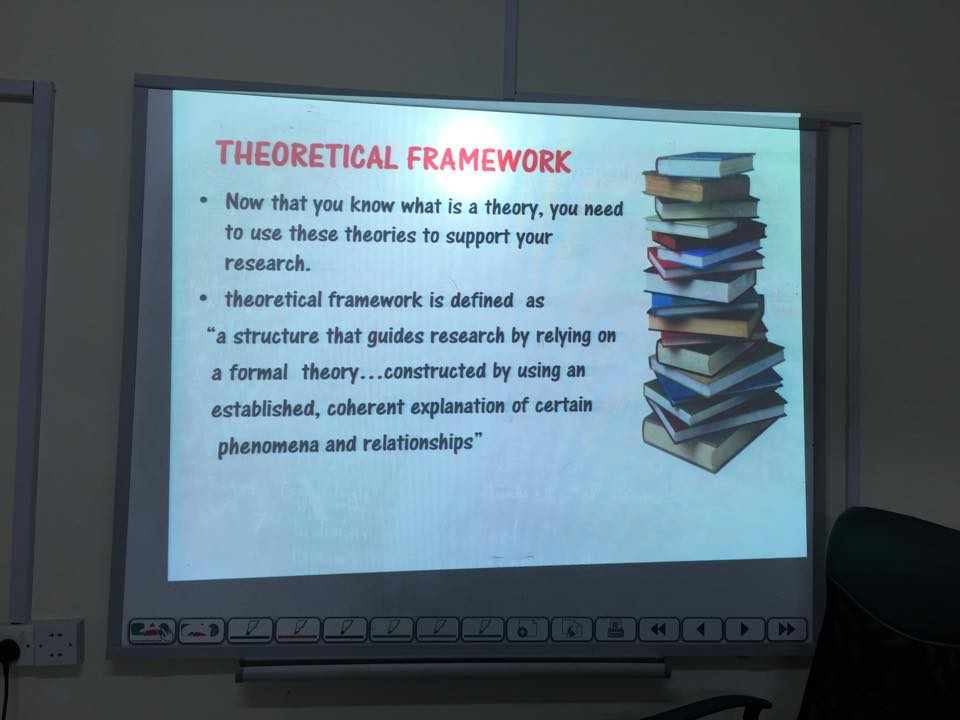 THEORETICAL FRAMEWORK
• Now that you know what is a theory, you need
to use these theories to support your
research.
• theoretical framework is defined as
“a structure that guides research by relying on
a formal theory...constructed by using an
established, coherent explanation of certain
phenomena and relationships”